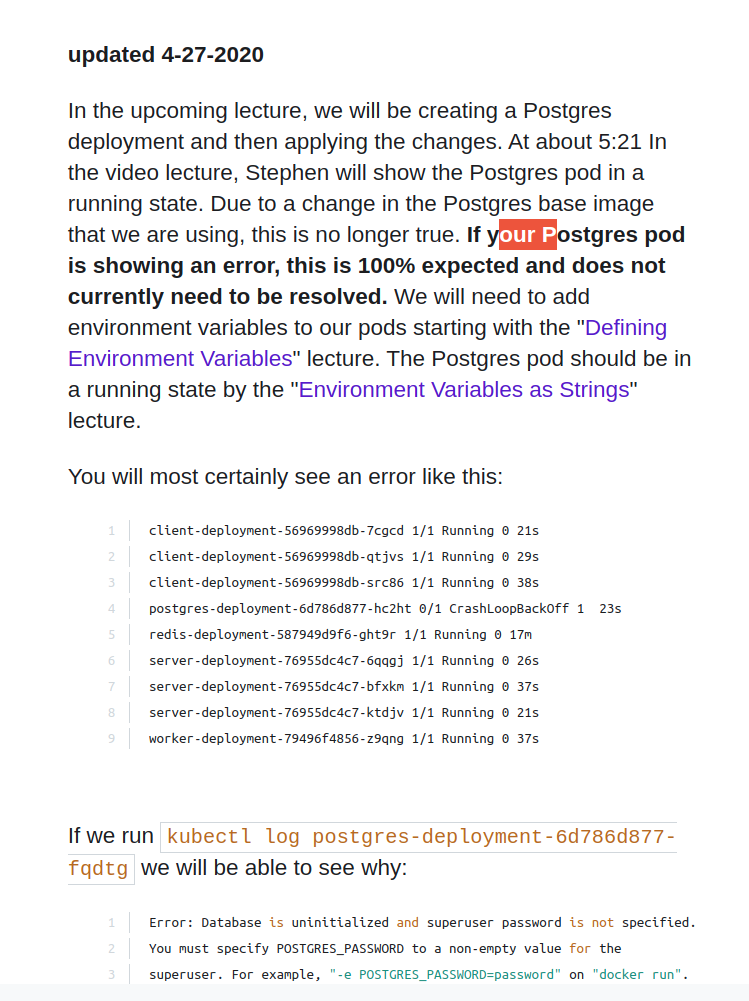 updated 4-27-2020
In the upcoming lecture, we will be creating a Postgres
deployment and then applying the changes. At about 5:21 In
the video lecture, Stephen will show the Postgres pod in a
running state. Due to a change in the Postgres base image
that we are using, this is no longer true. If your Postgres pod
is showing an error, this is 100% expected and does not
currently need to be resolved. We will need to add
environment variables to our pods starting with the "Defining
Environment Variables" lecture. The Postgres pod should be in
a running state by the "Environment Variables as Strings"
lecture.
You will most certainly see an error like this:
1 client-deployment-56969998db-7cgcd 1/1 Running 0 21s
2 client-deployment-56969998db-qtjvs 1/1 Running 0 29s
3 client-deployment-56969998db-src86 1/1 Running 0 38s
4 postgres-deployment-6d786d877-hc2ht 0/1 CrashLoopBackOff 1  23s
5 redis-deployment-587949d9f6-ght9r 1/1 Running 0 17m
6 server-deployment-76955dc4c7-6qqgj 1/1 Running 0 26s
7 server-deployment-76955dc4c7-bfxkm 1/1 Running 0 37s
8 server-deployment-76955dc4c7-ktdjv 1/1 Running 0 21s
9 worker-deployment-79496f4856-z9qng 1/1 Running 0 37s
If we run kubectl log postgres-deployment-6d786d877-
fqdtg we will be able to see why:
1 Error: Database is uninitialized and superuser password is not specified.
2 You must specify POSTGRES_PASSWORD to a non-empty value for the
3 superuser. For example, "-e POSTGRES_PASSWORD=password" on "docker run".